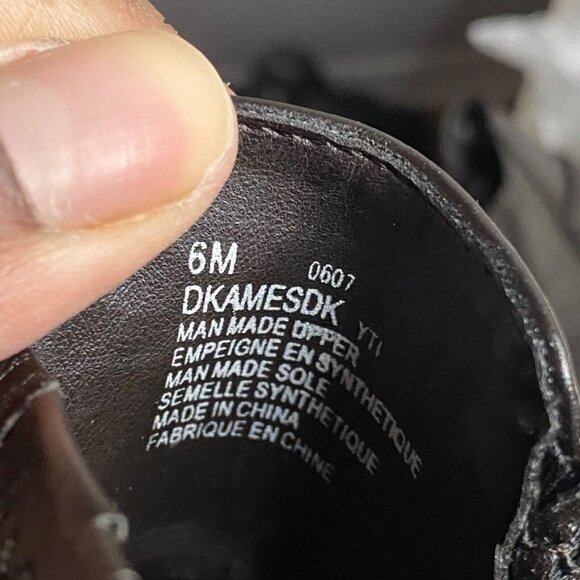 6M 0607
DKAMESDK YTI
MAN MADE UPPER
EMPEIGNE EN SYNTHETIQUE
MAN MADE SOLE
SEMELLE SYNTHETIQUE
MADE IN CHINA
FABRIQUE EN CHINE